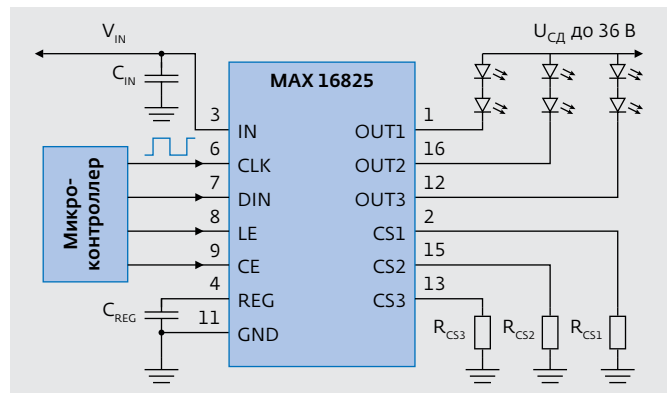 V_IN
U_СД до 36 В
C_IN
MAX 16825
3
IN
OUT1
1
6
CLK
OUT2
16
7
DIN
OUT3
12
8
LE
CS1
2
9
CE
CS2
15
4
REG
CS3
13
11
GND
Микро-
контроллер
C_REG
R_CS3
R_CS2
R_CS1